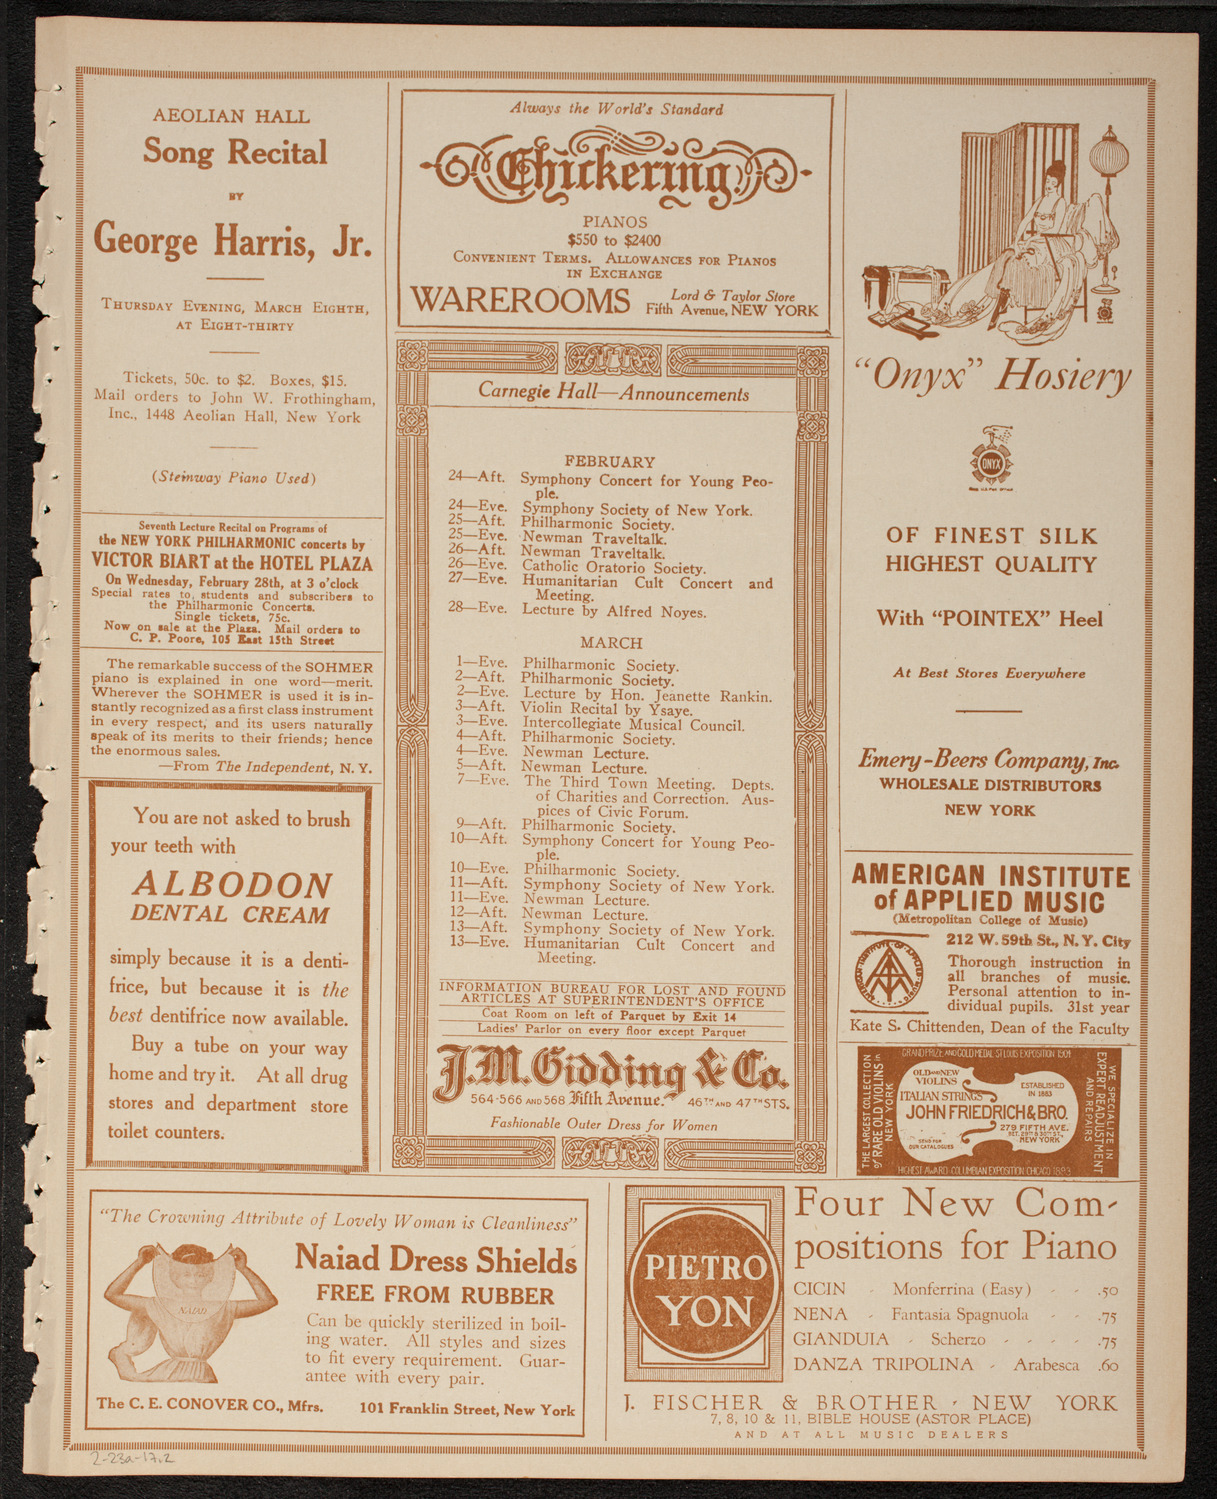 AEOLIAN HALL
Song Recital
BY
George Harris, Jr.
THURSDAY EVENING, MARCH EIGHTH,
AT EIGHT-THIRTY
Tickets, 50c. to $2. Boxes, $15.
Mail orders to John W. Frothingham,
Inc., 1448 Aeolian Hall, New York
(Steinway Piano Used)
Seventh Lecture Recital on Programs of
the NEW YORK PHILHARMONIC concerts by
VICTOR BIART at the HOTEL PLAZA
On Wednesday, February 28th, at 3 o'clock
Special rates to students and subscribers to
the Philharmonic Concerts.
Single tickets, 75c.
Now on sale at the Plaza. Mail orders to
C. P. Poore, 105 East 15th Street
The remarkable success of the SOHMER
piano is explained in one word—merit.
Wherever the SOHMER is used it is in-
stantly recognized as a first class instrument
in every respect, and its users naturally
speak of its merits to their friends; hence
the enormous sales.
—From The Independent, N. Y.
You are not asked to brush
your teeth with
ALBODON
DENTAL CREAM
simply because it is a denti-
frice, but because it is the
best dentifrice now available.
Buy a tube on your way
home and try it. At all drug
stores and department store
toilet counters.
Always the World's Standard
Chickering
PIANOS
$550 to $2400
CONVENIENT TERMS. ALLOWANCES FOR PIANOS
IN EXCHANGE
WAREROOMS Lord & Taylor Store
Fifth Avenue, NEW YORK
Carnegie Hall—Announcements
FEBRUARY
24—Aft. Symphony Concert for Young Peo-
ple.
24—Eve. Symphony Society of New York.
25—Aft. Philharmonic Society.
25—Eve. Newman Traveltalk.
26—Aft. Newman Traveltalk.
26—Eve. Catholic Oratorio Society.
27—Eve. Humanitarian Cult Concert and
Meeting.
28—Eve. Lecture by Alfred Noyes.
MARCH
1—Eve. Philharmonic Society.
2—Aft. Philharmonic Society.
2—Eve. Lecture by Hon. Jeanette Rankin.
3—Aft. Violin Recital by Ysaye.
3—Eve. Intercollegiate Musical Council.
4—Aft. Philharmonic Society.
4—Eve. Newman Lecture.
5—Aft. Newman Lecture.
7—Eve. The Third Town Meeting. Depts.
of Charities and Correction. Aus-
pices of Civic Forum.
9—Aft. Philharmonic Society.
10—Aft. Symphony Concert for Young Peo-
ple.
10—Eve. Philharmonic Society.
11—Aft. Symphony Society of New York.
11—Eve. Newman Lecture.
12—Aft. Newman Lecture.
13—Aft. Symphony Society of New York.
13—Eve. Humanitarian Cult Concert and
Meeting.
INFORMATION BUREAU FOR LOST AND FOUND
ARTICLES AT SUPERINTENDENT'S OFFICE
Coat Room on left of Parquet by Exit 14
Ladies' Parlor on every floor except Parquet
J. M. Gidding & Co.
564-566 AND 568 Fifth Avenue. 46TH AND 47TH STS.
Fashionable Outer Dress for Women
"Onyx" Hosiery
ONYX
OF FINEST SILK
HIGHEST QUALITY
With "POINTEX" Heel
At Best Stores Everywhere
Emery-Beers Company, Inc.
WHOLESALE DISTRIBUTORS
NEW YORK
AMERICAN INSTITUTE
of APPLIED MUSIC
(Metropolitan College of Music)
AMERICAN INSTITUTE OF APPLIED MUSIC
212 W. 59th St., N. Y. City
Thorough instruction in
all branches of music.
Personal attention to in-
dividual pupils. 31st year
Kate S. Chittenden, Dean of the Faculty
GRAND PRIZE AND GOLD MEDAL ST LOUIS EXPOSITION 1904
THE LARGEST COLLECTION
of RARE OLD VIOLINS in
NEW YORK
OLD AND NEW
VIOLINS
ITALIAN STRINGS
ESTABLISHED
IN 1883
JOHN FRIEDRICH & BRO.
279 FIFTH AVE.
BET. 29TH & 30TH ST.
NEW YORK
SEND FOR
OUR CATALOGUES
WE SPECIALIZE IN
EXPERT READJUSTMENT
AND REPAIRS
HIGHEST AWARD COLUMBIAN EXPOSITION CHICAGO 1893
"The Crowning Attribute of Lovely Woman is Cleanliness"
NAIAD
Naiad Dress Shields
FREE FROM RUBBER
Can be quickly sterilized in boil-
ing water. All styles and sizes
to fit every requirement. Guar-
antee with every pair.
The C. E. CONOVER CO., Mfrs. 101 Franklin Street, New York
PIETRO
YON
Four New Com-
positions for Piano
CICIN - Monferrina (Easy) - - .50
NENA - Fantasia Spagnuola - - .75
GIANDUIA - Scherzo - - - - .75
DANZA TRIPOLINA - Arabesca .60
J. FISCHER & BROTHER - NEW YORK
7, 8, 10 & 11, BIBLE HOUSE (ASTOR PLACE)
AND AT ALL MUSIC DEALERS
2-23a-17.2